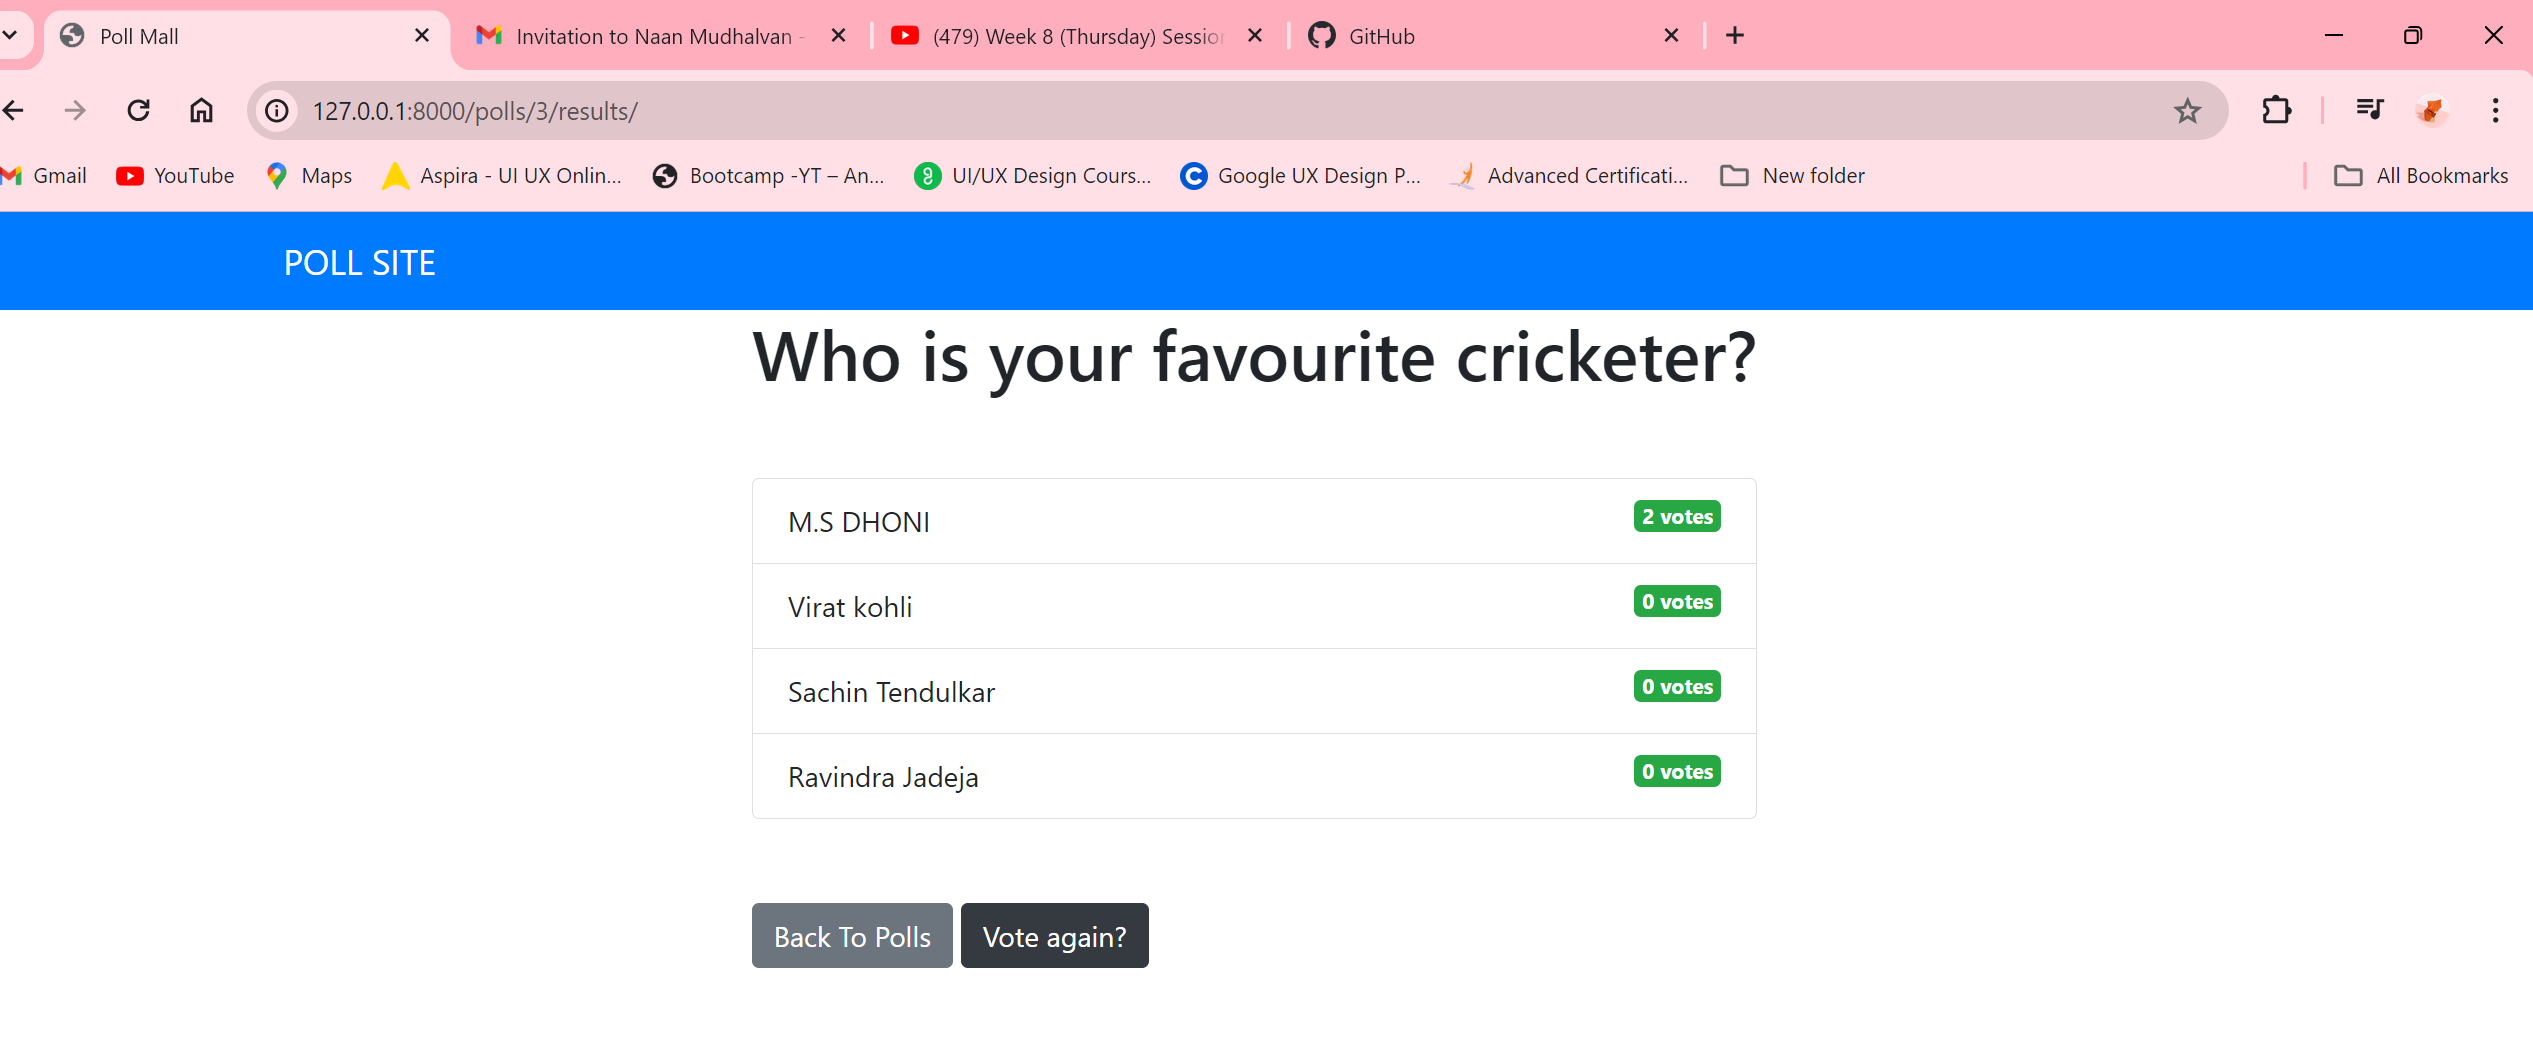 Poll Mall
Invitation to Naan Mudhalvan -
(479) Week 8 (Thursday) Session
GitHub
127.0.0.1:8000/polls/3/results/
Gmail
YouTube
Maps
Aspira - UI UX Onlin...
Bootcamp -YT – An...
UI/UX Design Cours...
Google UX Design P...
Advanced Certificati...
New folder
All Bookmarks
POLL SITE
Who is your favourite cricketer?
M.S DHONI
2 votes
Virat kohli
0 votes
Sachin Tendulkar
0 votes
Ravindra Jadeja
0 votes
Back To Polls
Vote again?